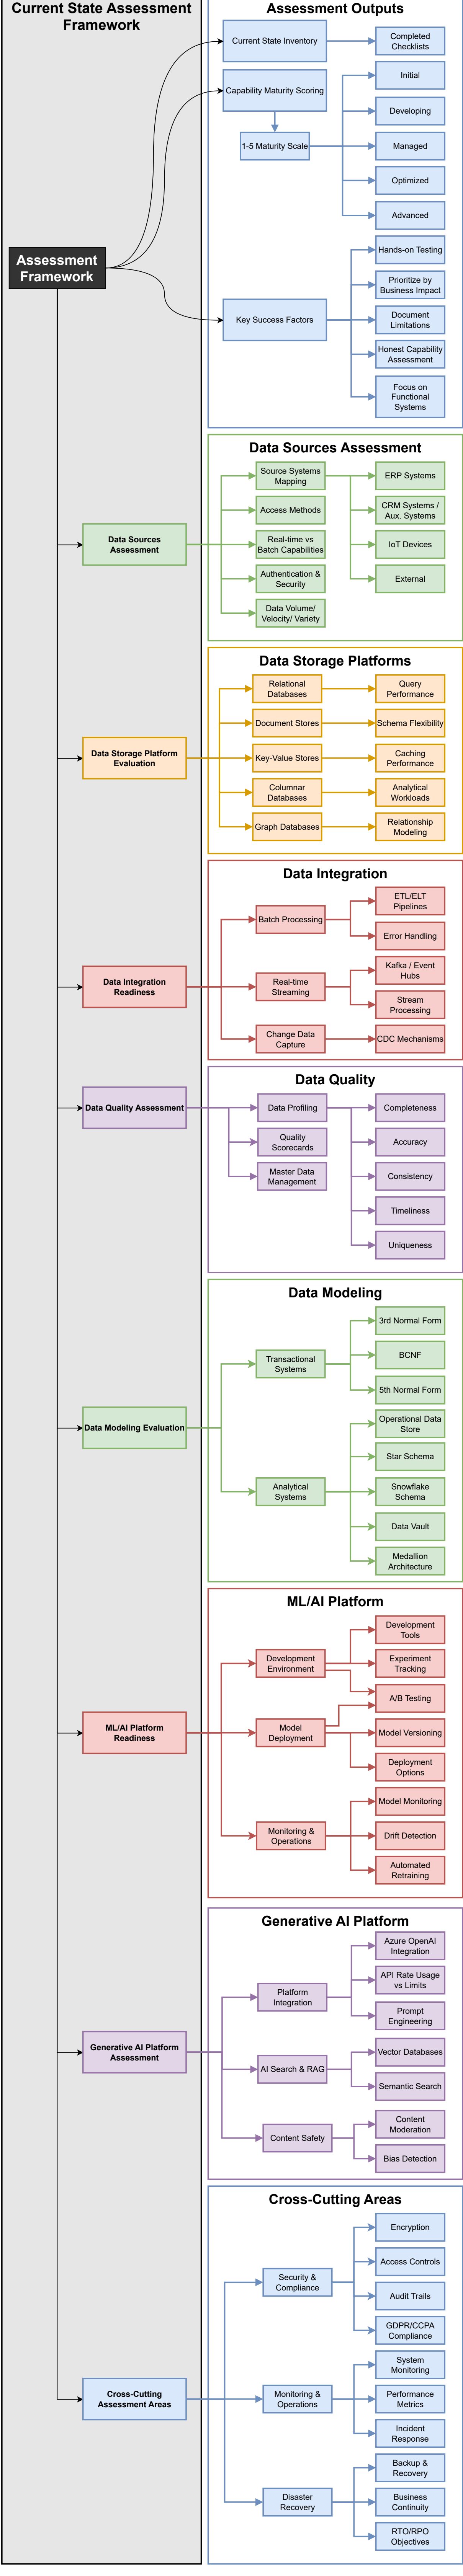 Current State Assessment
Framework
Assessment
Framework
Assessment Outputs
Current State Inventory
Completed
Checklists
Capability Maturity Scoring
1-5 Maturity Scale
Initial
Developing
Managed
Optimized
Advanced
Key Success Factors
Hands-on Testing
Prioritize by
Business Impact
Document
Limitations
Honest Capability
Assessment
Focus on
Functional
Systems
Data Sources
Assessment
Data Sources Assessment
Source Systems
Mapping
Access Methods
Real-time vs
Batch Capabilities
Authentication &
Security
Data Volume/
Velocity/ Variety
ERP Systems
CRM Systems /
Aux. Systems
IoT Devices
External
Data Storage Platform
Evaluation
Data Storage Platforms
Relational
Databases
Query
Performance
Document Stores
Schema Flexibility
Key-Value Stores
Caching
Performance
Columnar
Databases
Analytical
Workloads
Graph Databases
Relationship
Modeling
Data Integration
Readiness
Data Integration
Batch Processing
ETL/ELT
Pipelines
Error Handling
Real-time
Streaming
Kafka / Event
Hubs
Stream
Processing
Change Data
Capture
CDC Mechanisms
Data Quality Assessment
Data Quality
Data Profiling
Quality
Scorecards
Master Data
Management
Completeness
Accuracy
Consistency
Timeliness
Uniqueness
Data Modeling Evaluation
Data Modeling
Transactional
Systems
3rd Normal Form
BCNF
5th Normal Form
Analytical
Systems
Operational Data
Store
Star Schema
Snowflake
Schema
Data Vault
Medallion
Architecture
ML/AI Platform
Readiness
ML/AI Platform
Development
Environment
Development
Tools
Experiment
Tracking
A/B Testing
Model
Deployment
Model Versioning
Deployment
Options
Monitoring &
Operations
Model Monitoring
Drift Detection
Automated
Retraining
Generative AI Platform
Assessment
Generative AI Platform
Platform
Integration
Azure OpenAI
Integration
API Rate Usage
vs Limits
Prompt
Engineering
AI Search & RAG
Vector Databases
Semantic Search
Content Safety
Content
Moderation
Bias Detection
Cross-Cutting
Assessment Areas
Cross-Cutting Areas
Security &
Compliance
Encryption
Access Controls
Audit Trails
GDPR/CCPA
Compliance
Monitoring &
Operations
System
Monitoring
Performance
Metrics
Incident
Response
Disaster
Recovery
Backup &
Recovery
Business
Continuity
RTO/RPO
Objectives